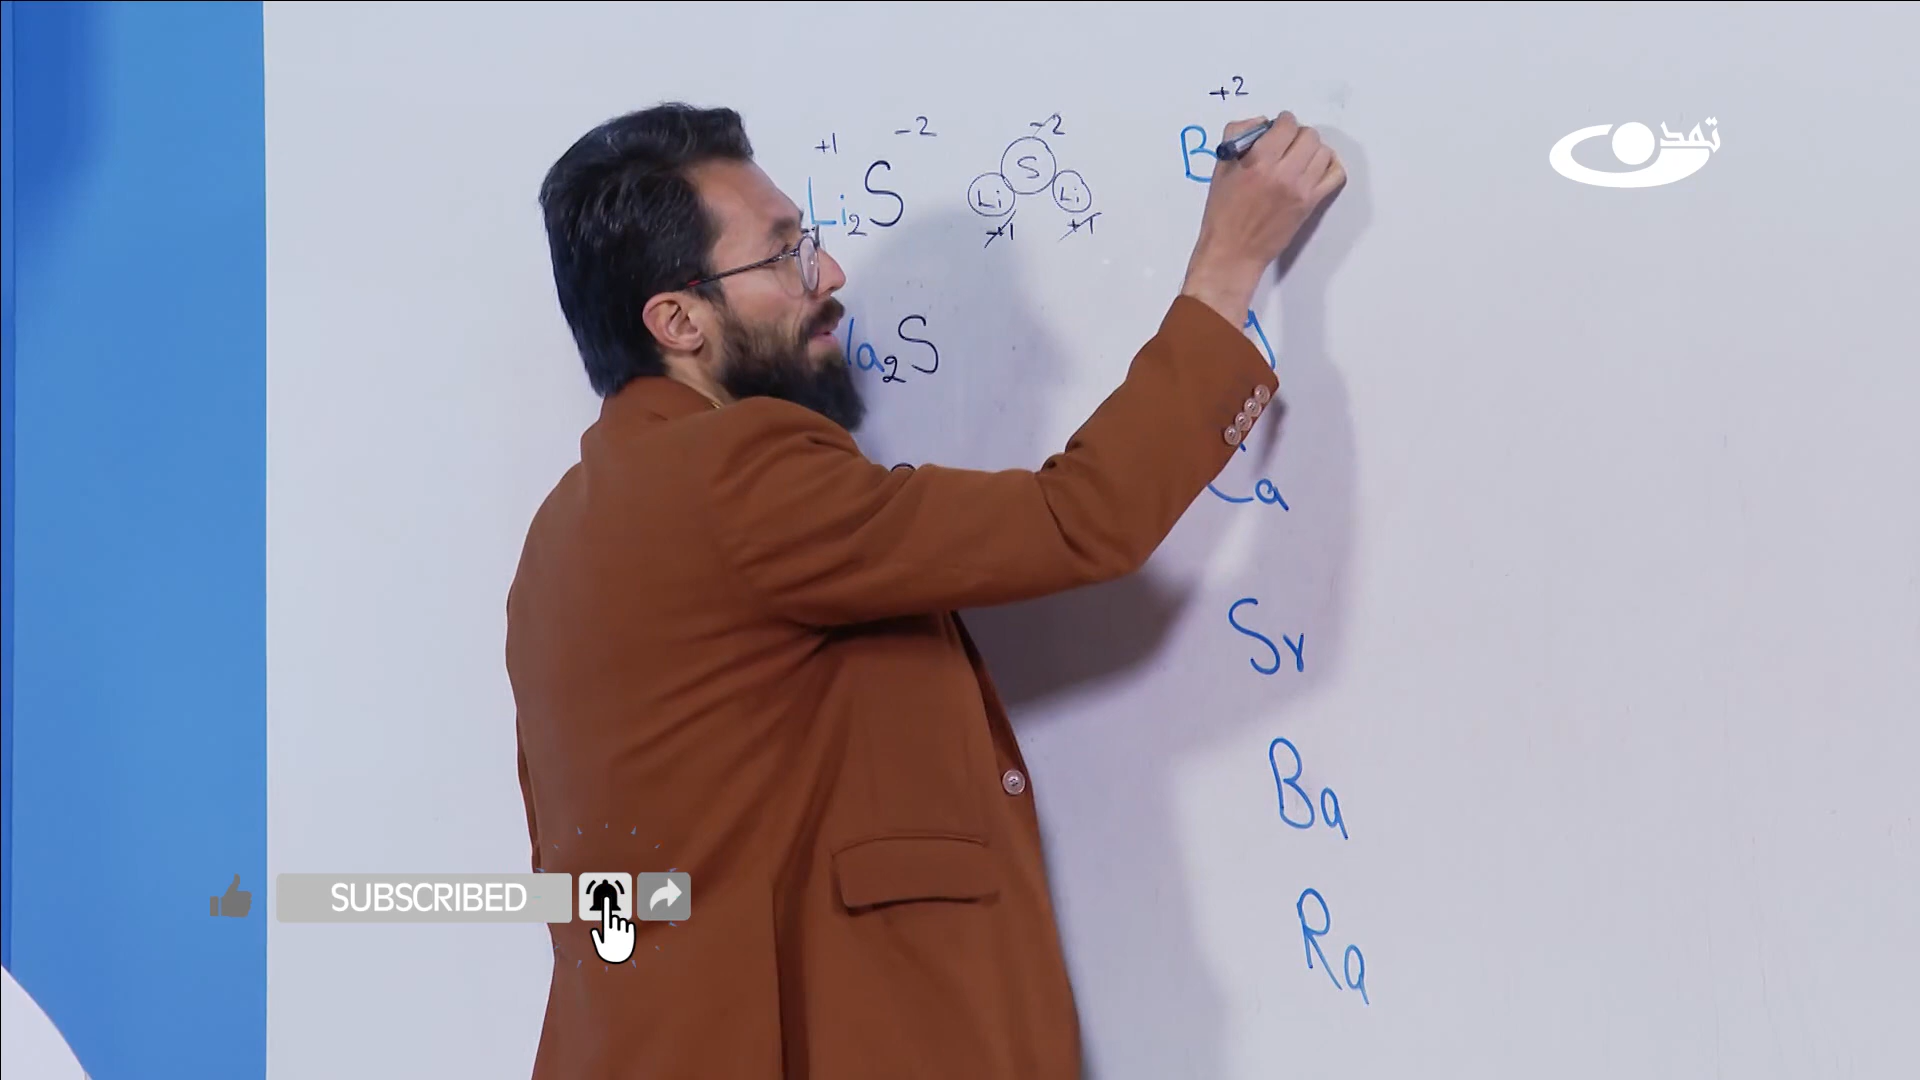 +1 -2
Li2S
-2
S
Li Li
+1 +1
+2
B
a2S
Ca
Sr
Ba
Ra
تمدن
SUBSCRIBED